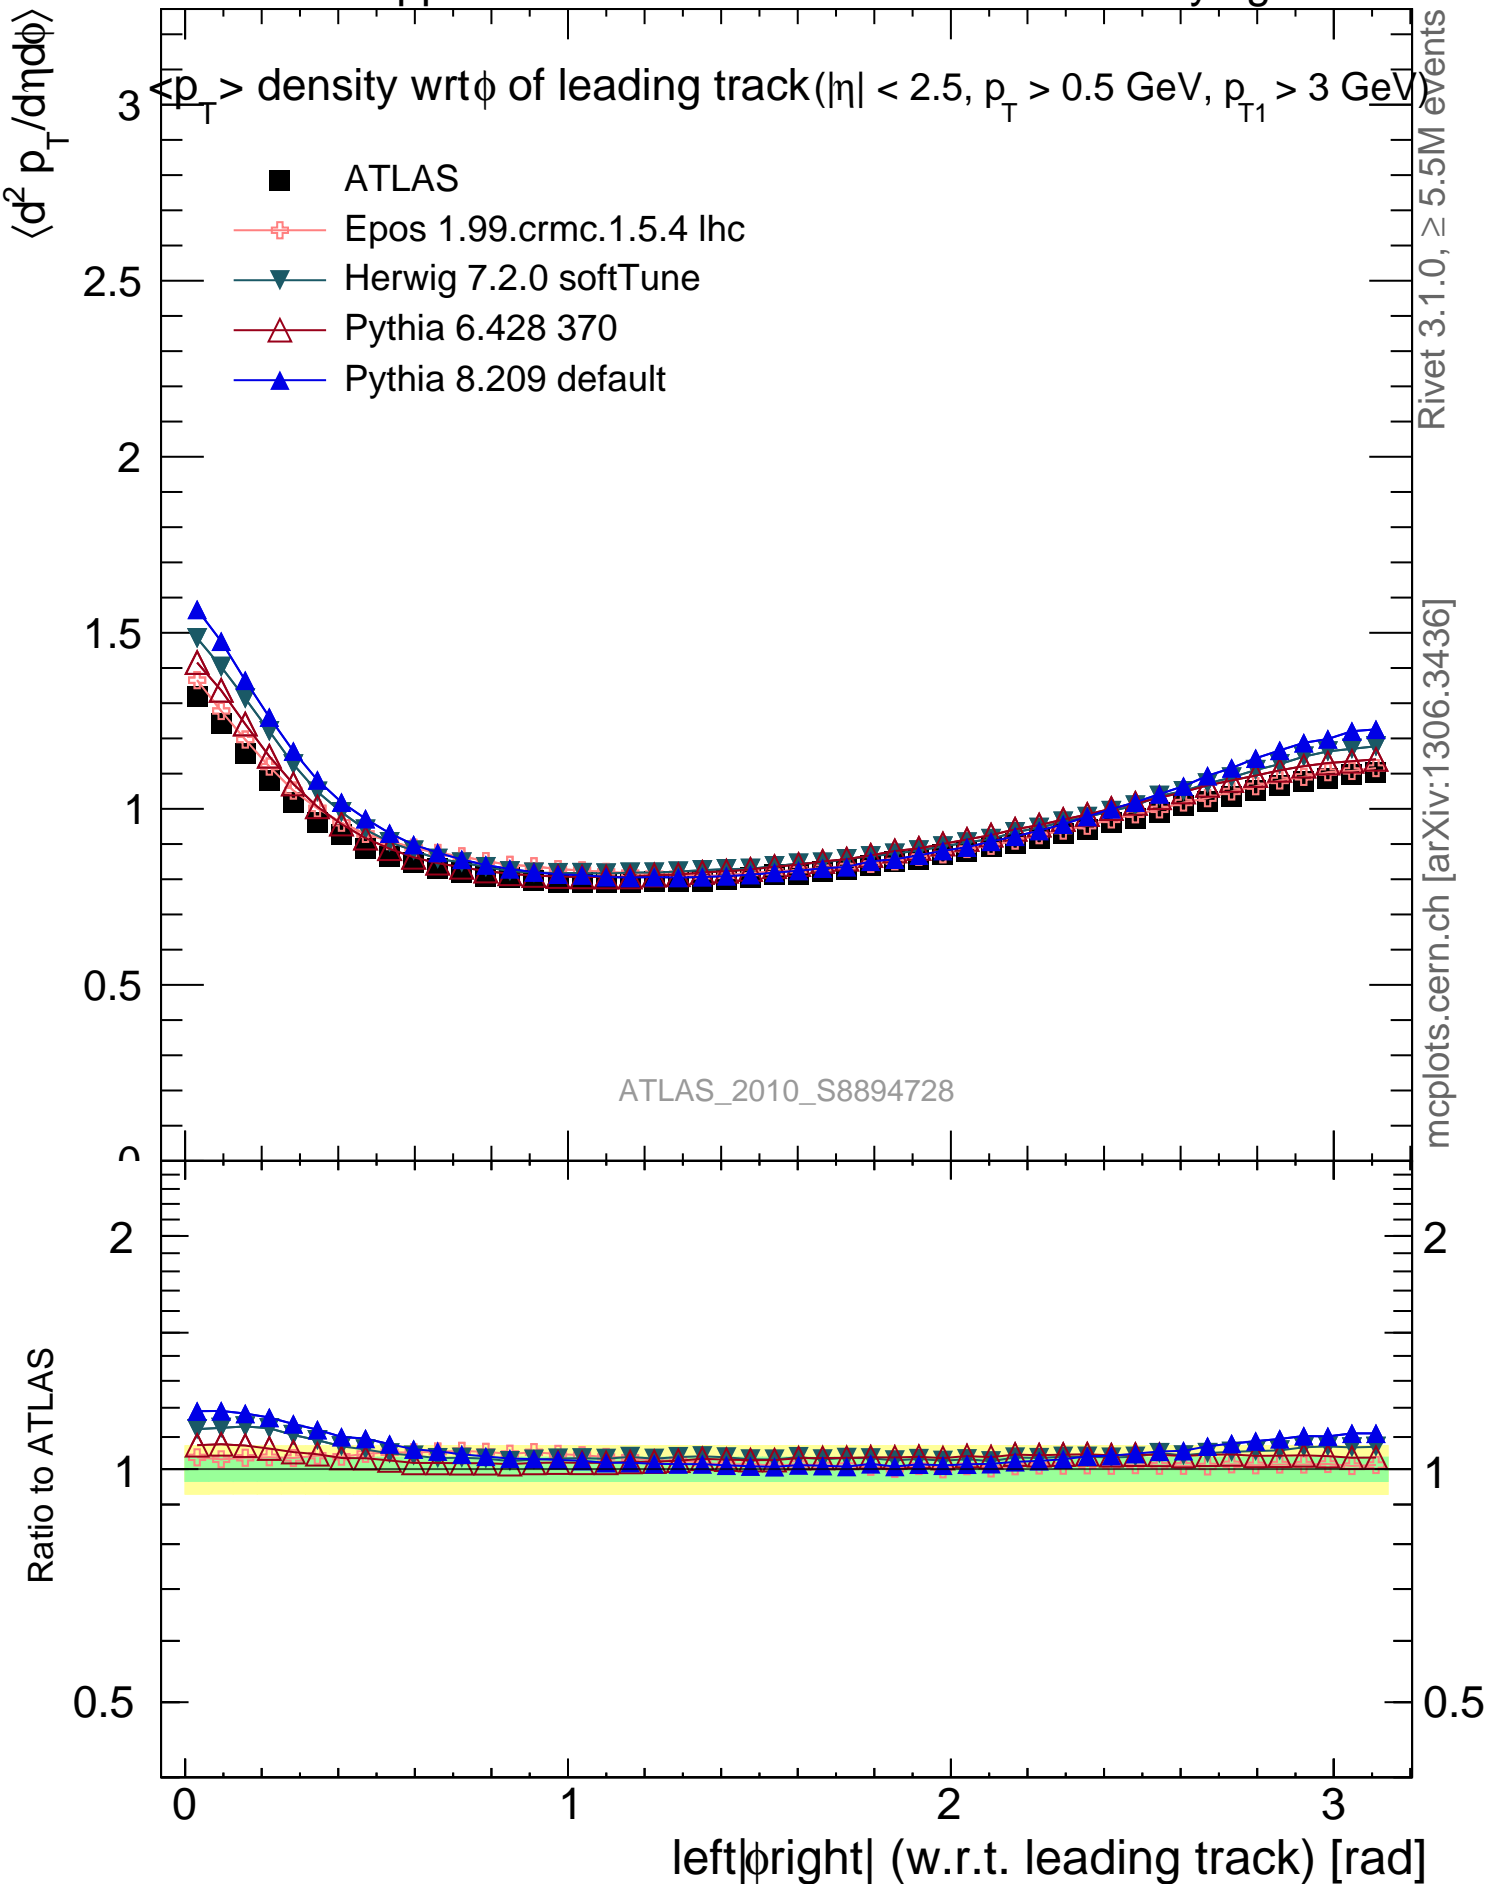 <p_T> density wrt ϕ of leading track (|η| < 2.5, p_T > 0.5 GeV, p_T1 > 3 GeV)
⟨d² p_T/dηdϕ⟩
ATLAS
Epos 1.99.crmc.1.5.4 lhc
Herwig 7.2.0 softTune
Pythia 6.428 370
Pythia 8.209 default
3
2.5
2
1.5
1
0.5
0
ATLAS_2010_S8894728
Rivet 3.1.0, ≥ 5.5M events
mcplots.cern.ch [arXiv:1306.3436]
Ratio to ATLAS
2
1
0.5
2
1
0.5
0 1 2 3
left|ϕright| (w.r.t. leading track) [rad]